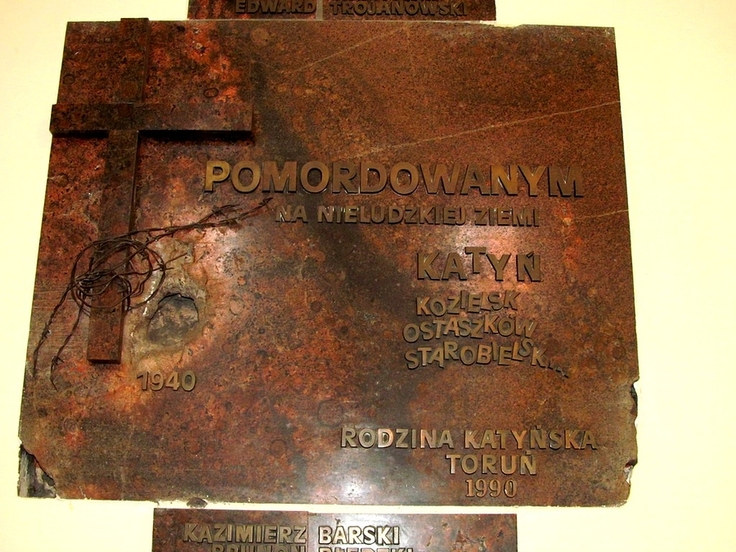 EDWARD TROJANOWSKI
POMORDOWANYM
NA NIELUDZKIEJ ZIEMI
KATYŃ
KOZIELSK
OSTASZKÓW
STAROBIELSK
1940
RODZINA KATYŃSKA
TORUŃ
1990
KAZIMIERZ BARSKI